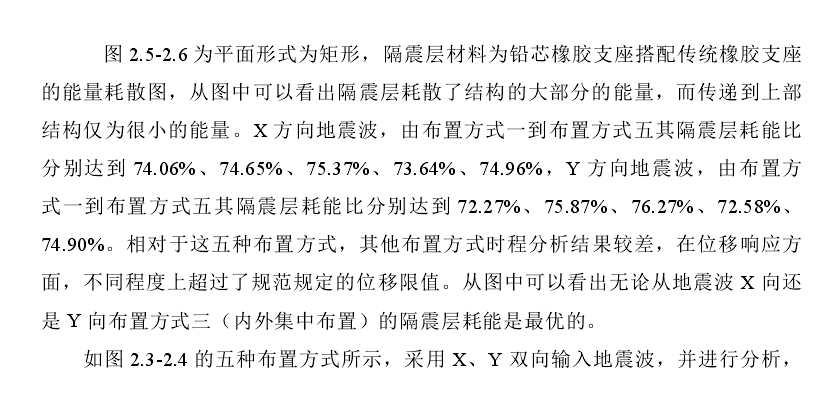 图 2.5-2.6 为平面形式为矩形，隔震层材料为铅芯橡胶支座搭配传统橡胶支座
的能量耗散图，从图中可以看出隔震层耗散了结构的大部分的能量，而传递到上部
结构仅为很小的能量。X 方向地震波，由布置方式一到布置方式五其隔震层耗能比
分别达到 74.06%、74.65%、75.37%、73.64%、74.96%，Y 方向地震波，由布置方
式一到布置方式五其隔震层耗能比分别达到 72.27%、75.87%、76.27%、72.58%、
74.90%。相对于这五种布置方式，其他布置方式时程分析结果较差，在位移响应方
面，不同程度上超过了规范规定的位移限值。从图中可以看出无论从地震波 X 向还
是 Y 向布置方式三（内外集中布置）的隔震层耗能是最优的。
如图 2.3-2.4 的五种布置方式所示，采用 X、Y 双向输入地震波，并进行分析，